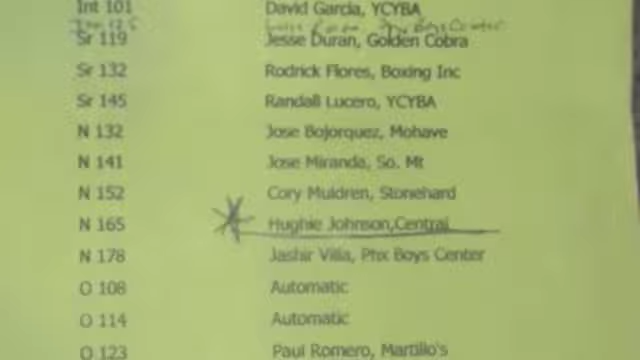 Int 101 David Garcia, YCYBA
Boys Center
Sr 119 Jesse Duran, Golden Cobra
Sr 132 Rodrick Flores, Boxing Inc
Sr 145 Randall Lucero, YCYBA
N 132 Jose Bojorquez, Mohave
N 141 Jose Miranda, So. Mt
N 152 Cory Muldren, Stonehard
N 165 Hughie Johnson,Central
N 178 Jashir Villa, Phx Boys Center
O 108 Automatic
O 114 Automatic
O 123 Paul Romero, Martillo's